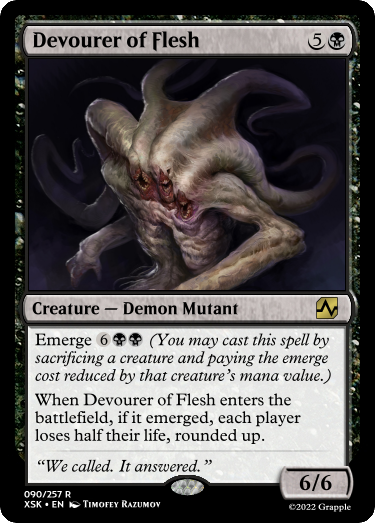 Devourer of Flesh 5
Creature — Demon Mutant
Emerge 6 (You may cast this spell by
sacrificing a creature and paying the emerge
cost reduced by that creature's mana value.)
When Devourer of Flesh enters the
battlefield, if it emerged, each player
loses half their life, rounded up.
"We called. It answered."
6/6
090/257 R
XSK • EN Timofey Razumov
©2022 Grapple